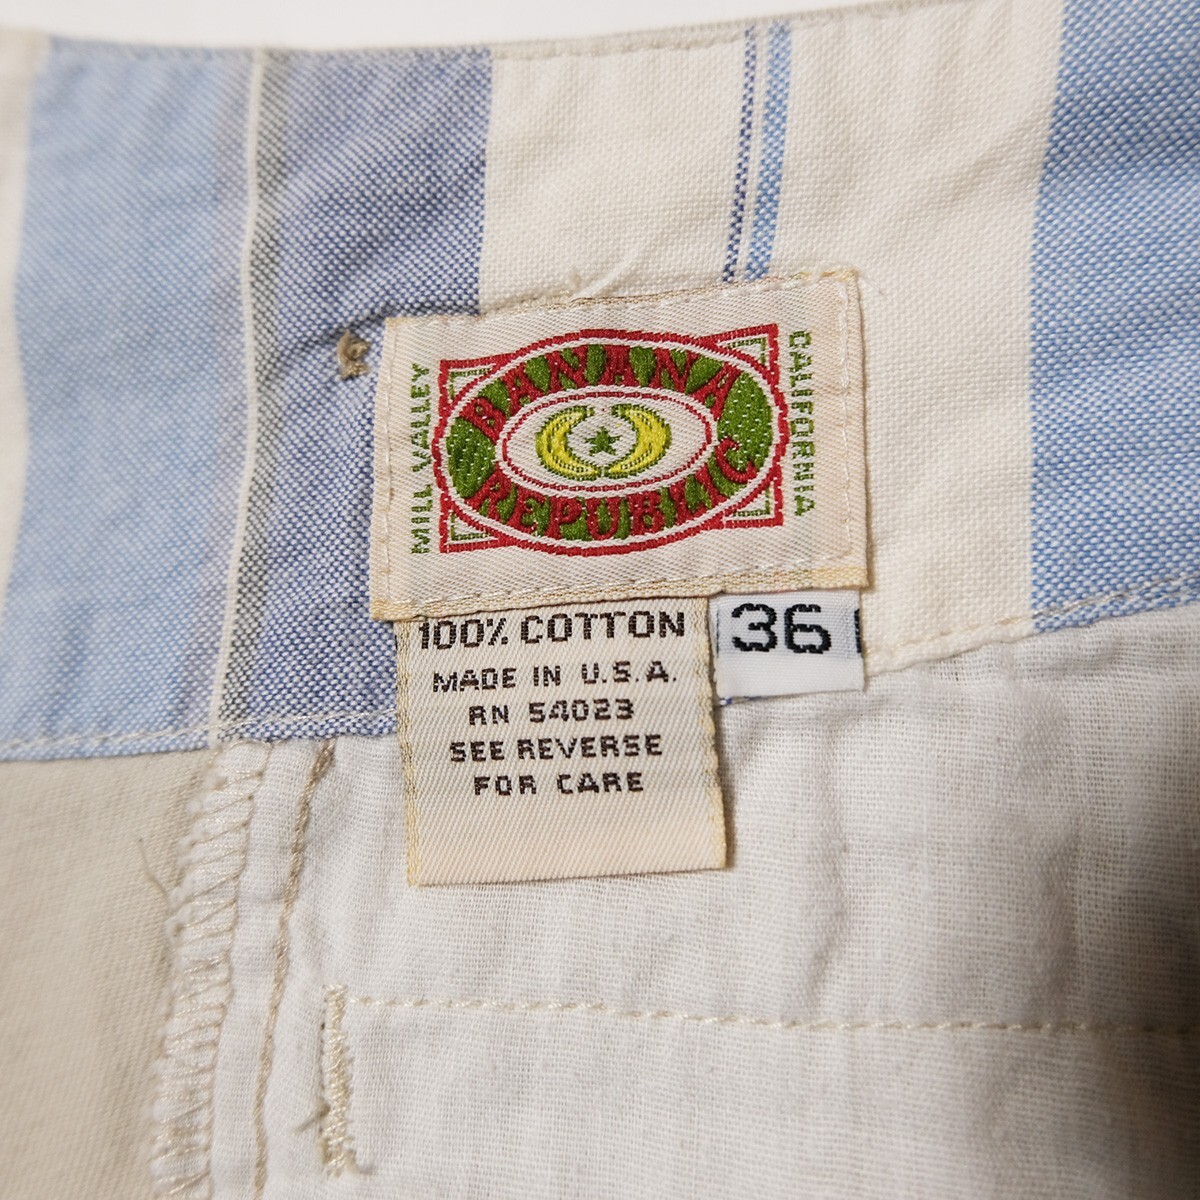 MILL VALLEY
BANANA
REPUBLIC
CALIFORNIA
100% COTTON
MADE IN U.S.A.
RN 54023
SEE REVERSE
FOR CARE
36